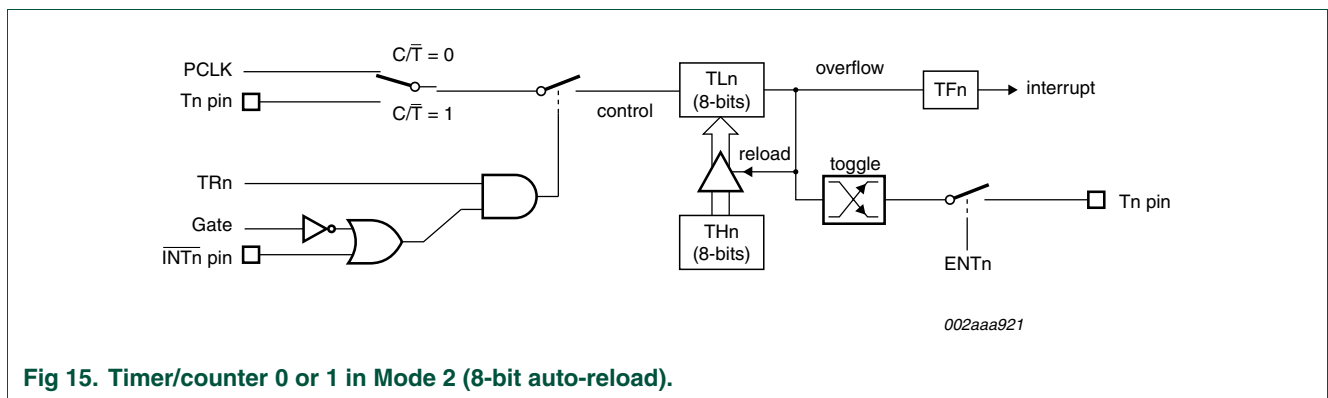 C/T̅ = 0
PCLK
Tn pin
C/T̅ = 1
control
TLn
(8-bits)
overflow
TFn
interrupt
reload
toggle
TRn
Gate
I̅N̅T̅n̅ pin
THn
(8-bits)
Tn pin
ENTn
002aaa921
Fig 15. Timer/counter 0 or 1 in Mode 2 (8-bit auto-reload).